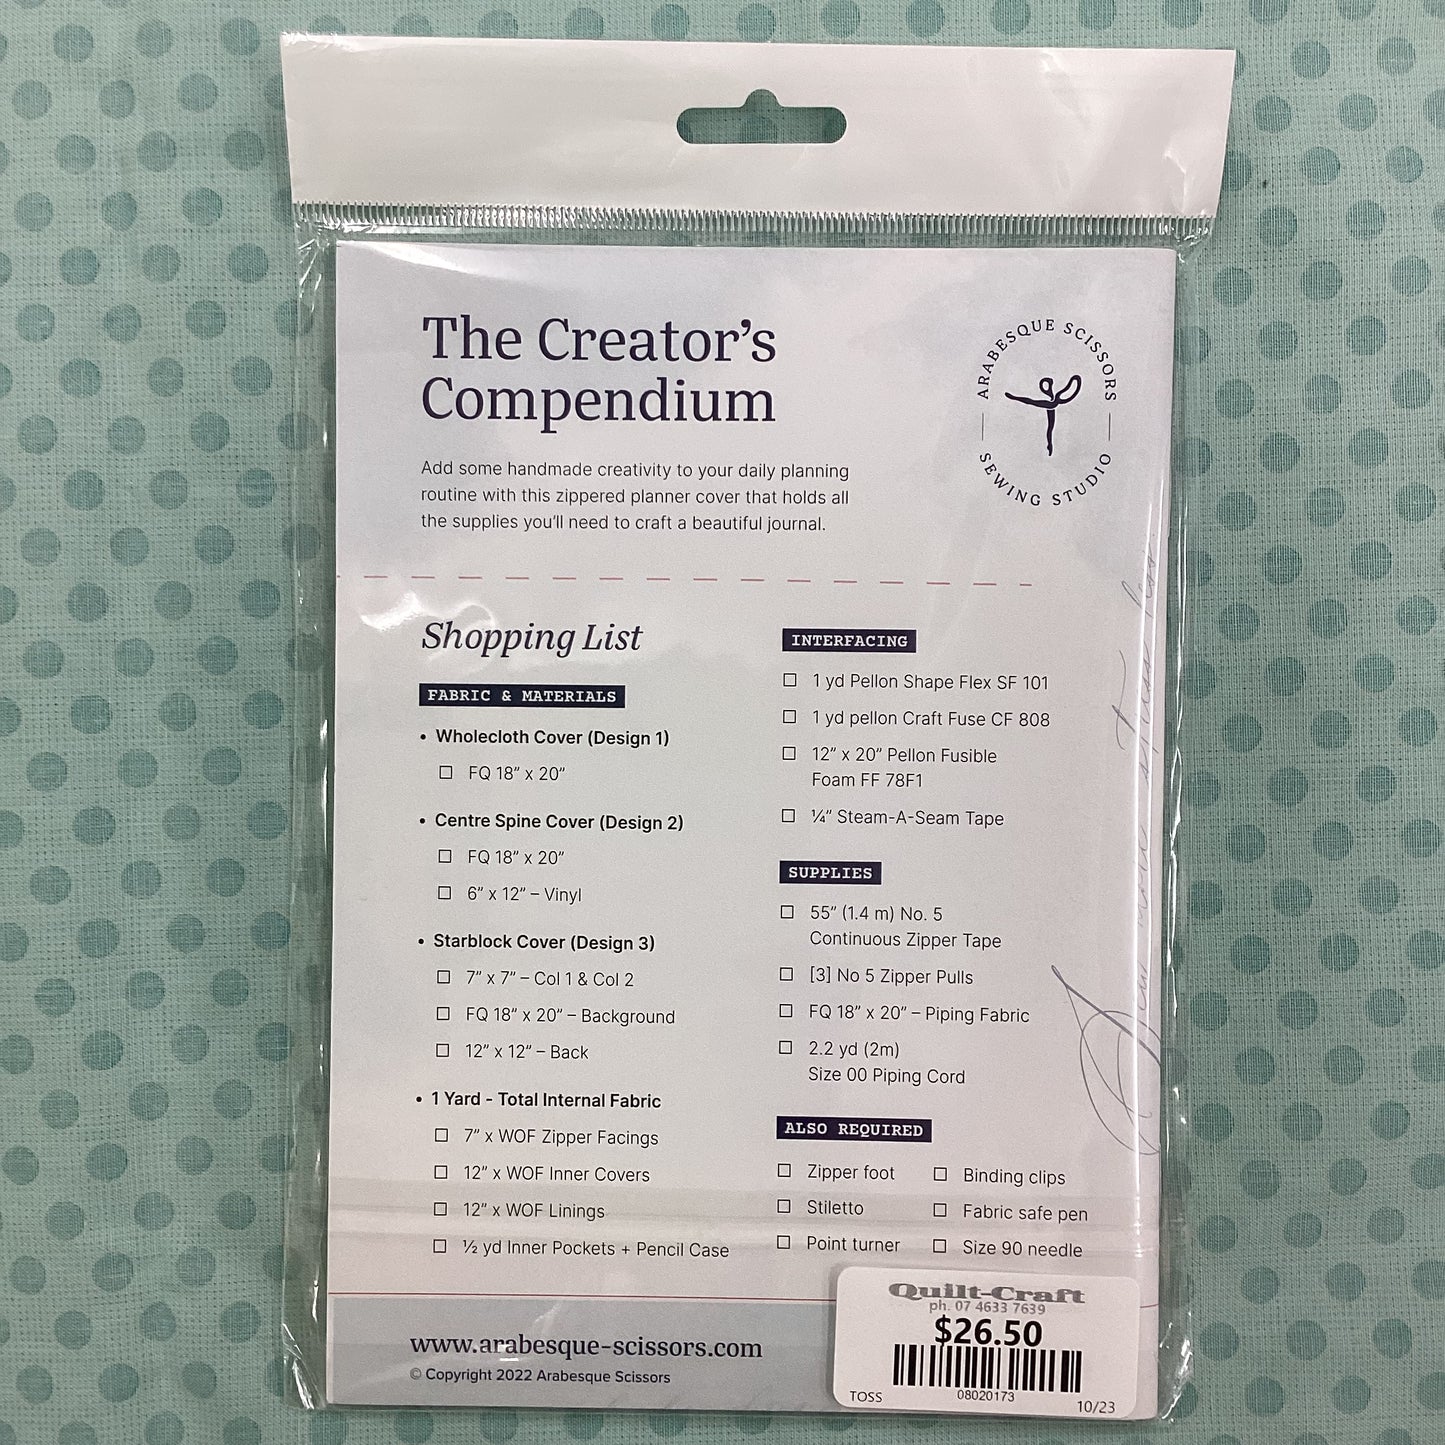 The Creator's
Compendium
ARABESQUE SCISSORS
SEWING STUDIO
Add some handmade creativity to your daily planning
routine with this zippered planner cover that holds all
the supplies you'll need to craft a beautiful journal.
Shopping List
FABRIC & MATERIALS
• Wholecloth Cover (Design 1)
FQ 18" x 20"
• Centre Spine Cover (Design 2)
FQ 18" x 20"
6" x 12" – Vinyl
• Starblock Cover (Design 3)
7" x 7" – Col 1 & Col 2
FQ 18" x 20" – Background
12" x 12" – Back
• 1 Yard - Total Internal Fabric
7" x WOF Zipper Facings
12" x WOF Inner Covers
12" x WOF Linings
½ yd Inner Pockets + Pencil Case
INTERFACING
1 yd Pellon Shape Flex SF 101
1 yd pellon Craft Fuse CF 808
12" x 20" Pellon Fusible
Foam FF 78F1
¼" Steam-A-Seam Tape
SUPPLIES
55" (1.4 m) No. 5
Continuous Zipper Tape
[3] No 5 Zipper Pulls
FQ 18" x 20" – Piping Fabric
2.2 yd (2m)
Size 00 Piping Cord
ALSO REQUIRED
Zipper foot
Stiletto
Point turner
Binding clips
Fabric safe pen
Size 90 needle
www.arabesque-scissors.com
© Copyright 2022 Arabesque Scissors
Quilt-Craft
ph. 07 4633 7639
$26.50
08020173
TOSS
10/23